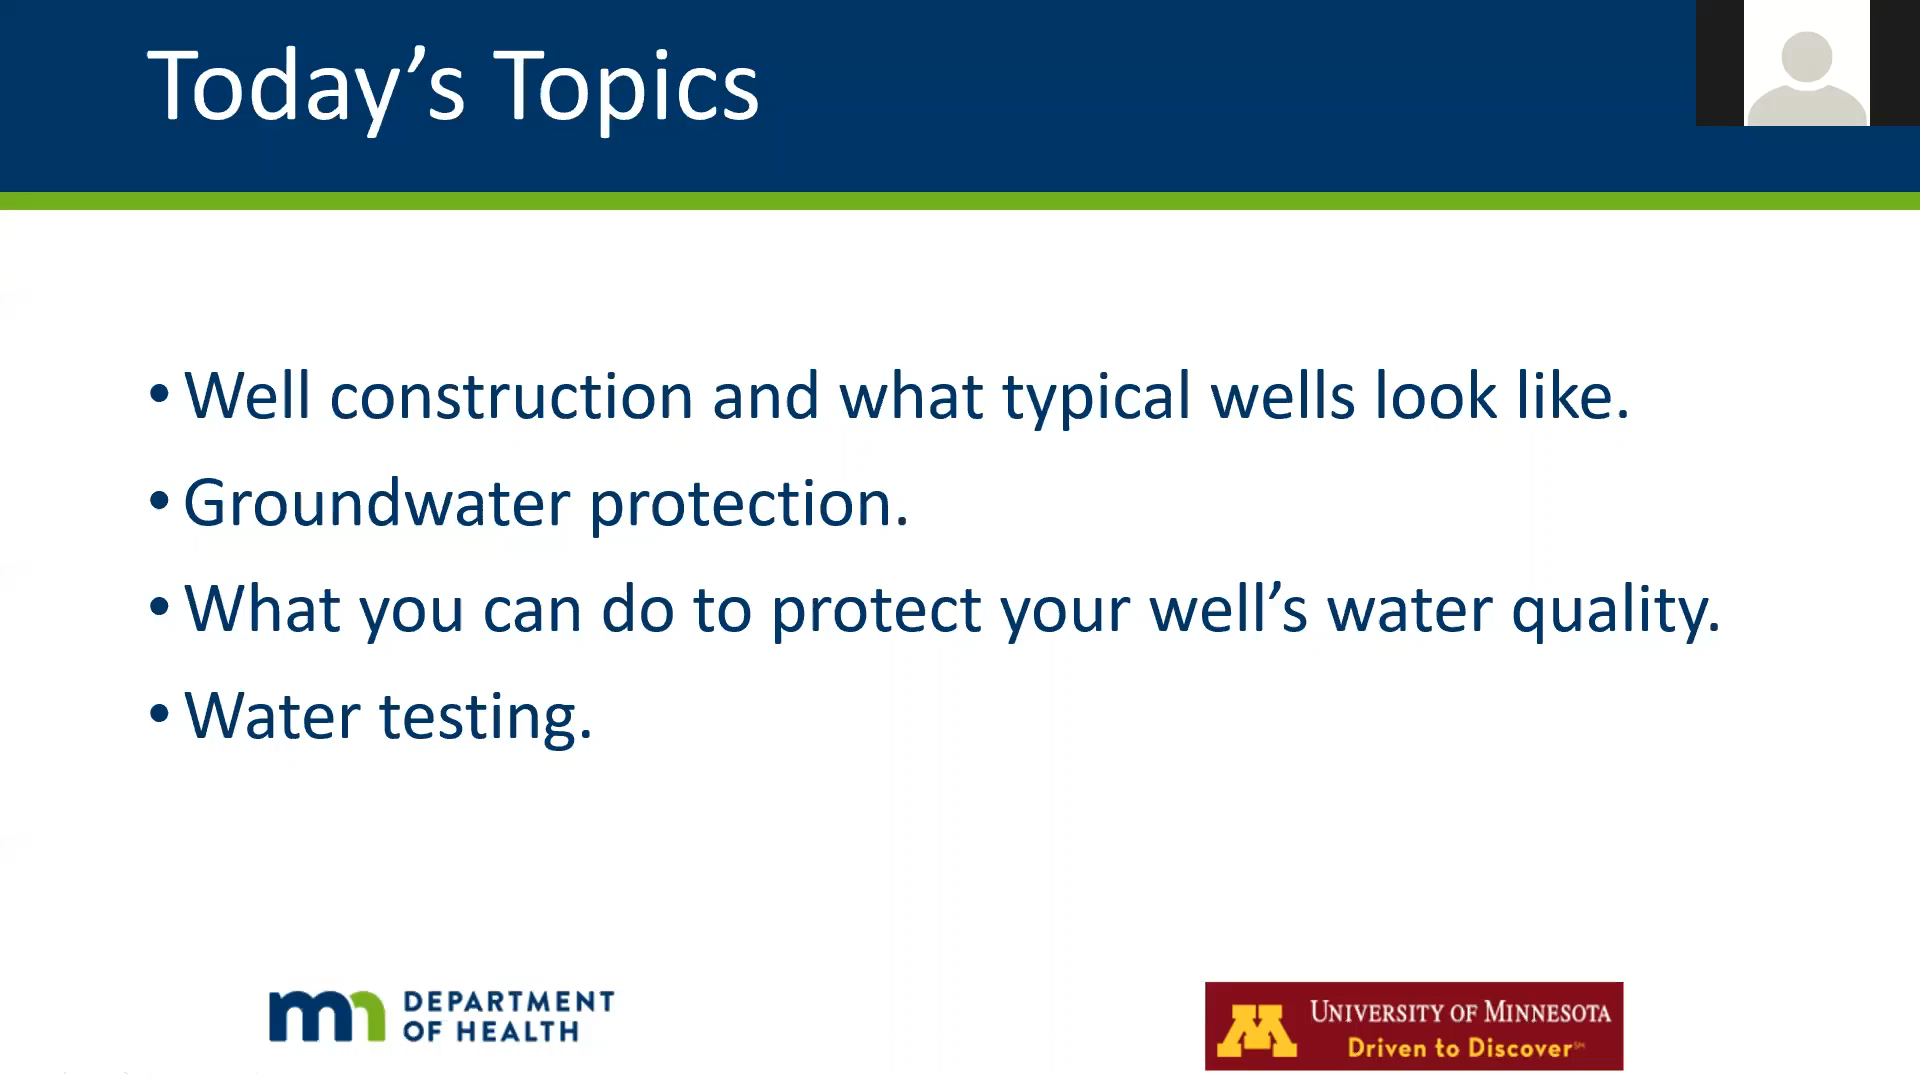 Today’s Topics
• Well construction and what typical wells look like.
• Groundwater protection.
• What you can do to protect your well’s water quality.
• Water testing.
mn DEPARTMENT
OF HEALTH
M UNIVERSITY OF MINNESOTA
Driven to Discover℠